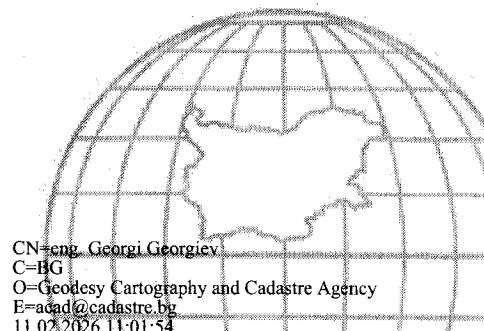 CN=eng. Georgi Georgiev
C=BG
O=Geodesy Cartography and Cadastre Agency
E=acad@cadastre.bg
11.02.2026 11:01:54